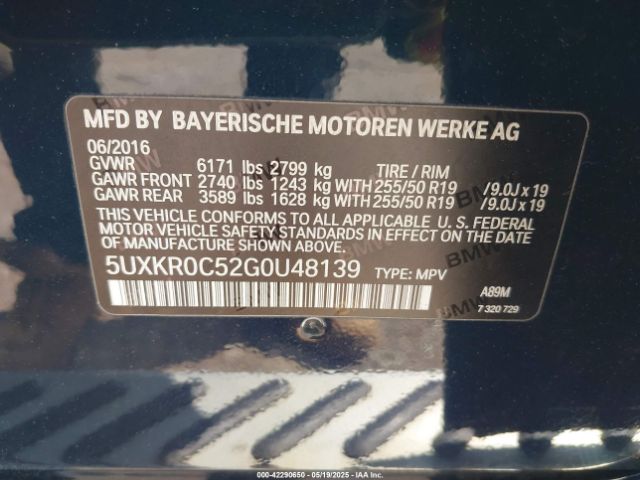 MFD BY BAYERISCHE MOTOREN WERKE AG
06/2016
GVWR 6171 lbs 2799 kg TIRE / RIM
GAWR FRONT 2740 lbs 1243 kg WITH 255/50 R19 /9.0J x 19
GAWR REAR 3589 lbs 1628 kg WITH 255/50 R19 /9.0J x 19
THIS VEHICLE CONFORMS TO ALL APPLICABLE U.S. FEDERAL
MOTOR VEHICLE SAFETY STANDARDS IN EFFECT ON THE
DATE OF MANUFACTURE SHOWN ABOVE.
5UXKR0C52G0U48139 TYPE: MPV
A89M
7 320 729
000-42290650 - 05/19/2025 - IAA Inc.